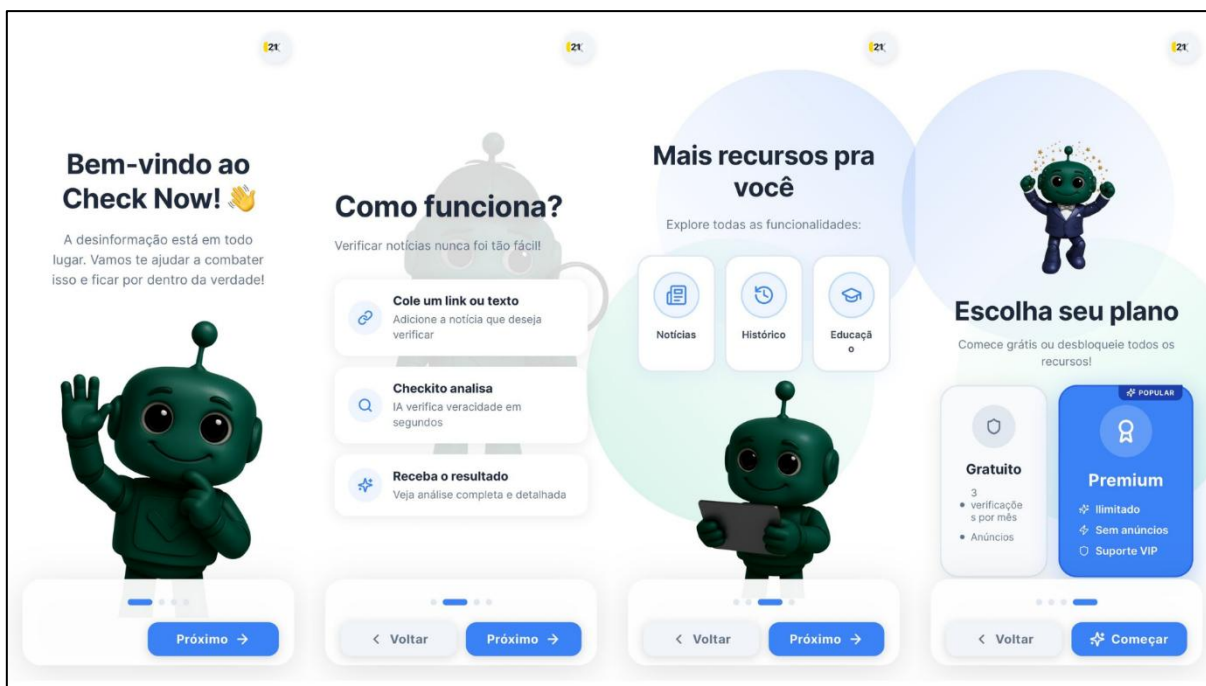 21
Bem-vindo ao
Check Now! 👋
A desinformação está em todo
lugar. Vamos te ajudar a combater
isso e ficar por dentro da verdade!
Próximo →
21
Como funciona?
Verificar notícias nunca foi tão fácil!
Cole um link ou texto
Adicione a notícia que deseja
verificar
Checkito analisa
IA verifica veracidade em
segundos
Receba o resultado
Veja análise completa e detalhada
< Voltar
Próximo →
21
Mais recursos pra
você
Explore todas as funcionalidades:
Notícias
Histórico
Educaçã
o
< Voltar
Próximo →
21
Escolha seu plano
Comece grátis ou desbloqueie todos os
recursos!
Gratuito
3
verificaçõe
s por mês
Anúncios
POPULAR
Premium
Ilimitado
Sem anúncios
Suporte VIP
< Voltar
Começar